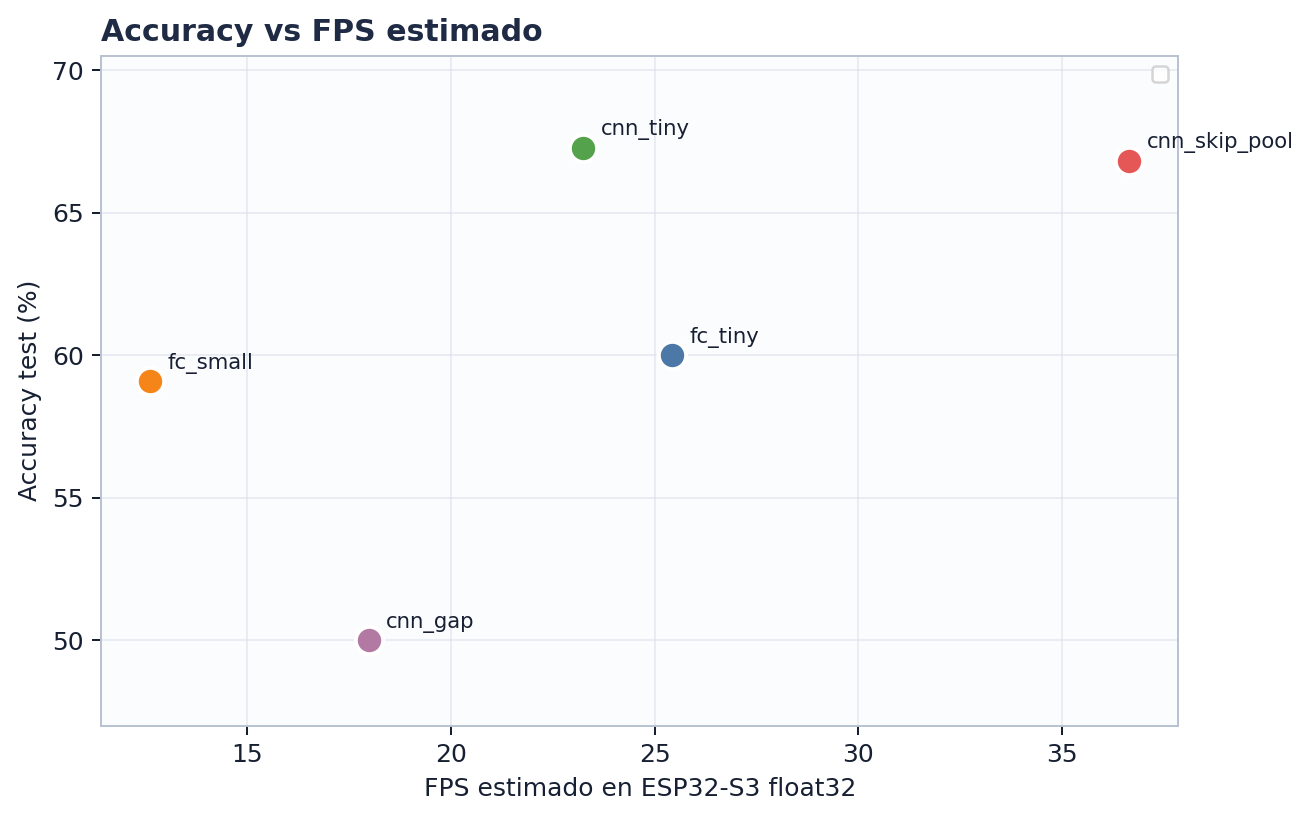 Accuracy vs FPS estimado
70
65
60
55
50
Accuracy test (%)
cnn_tiny
cnn_skip_pool
fc_tiny
fc_small
cnn_gap
15
20
25
30
35
FPS estimado en ESP32-S3 float32